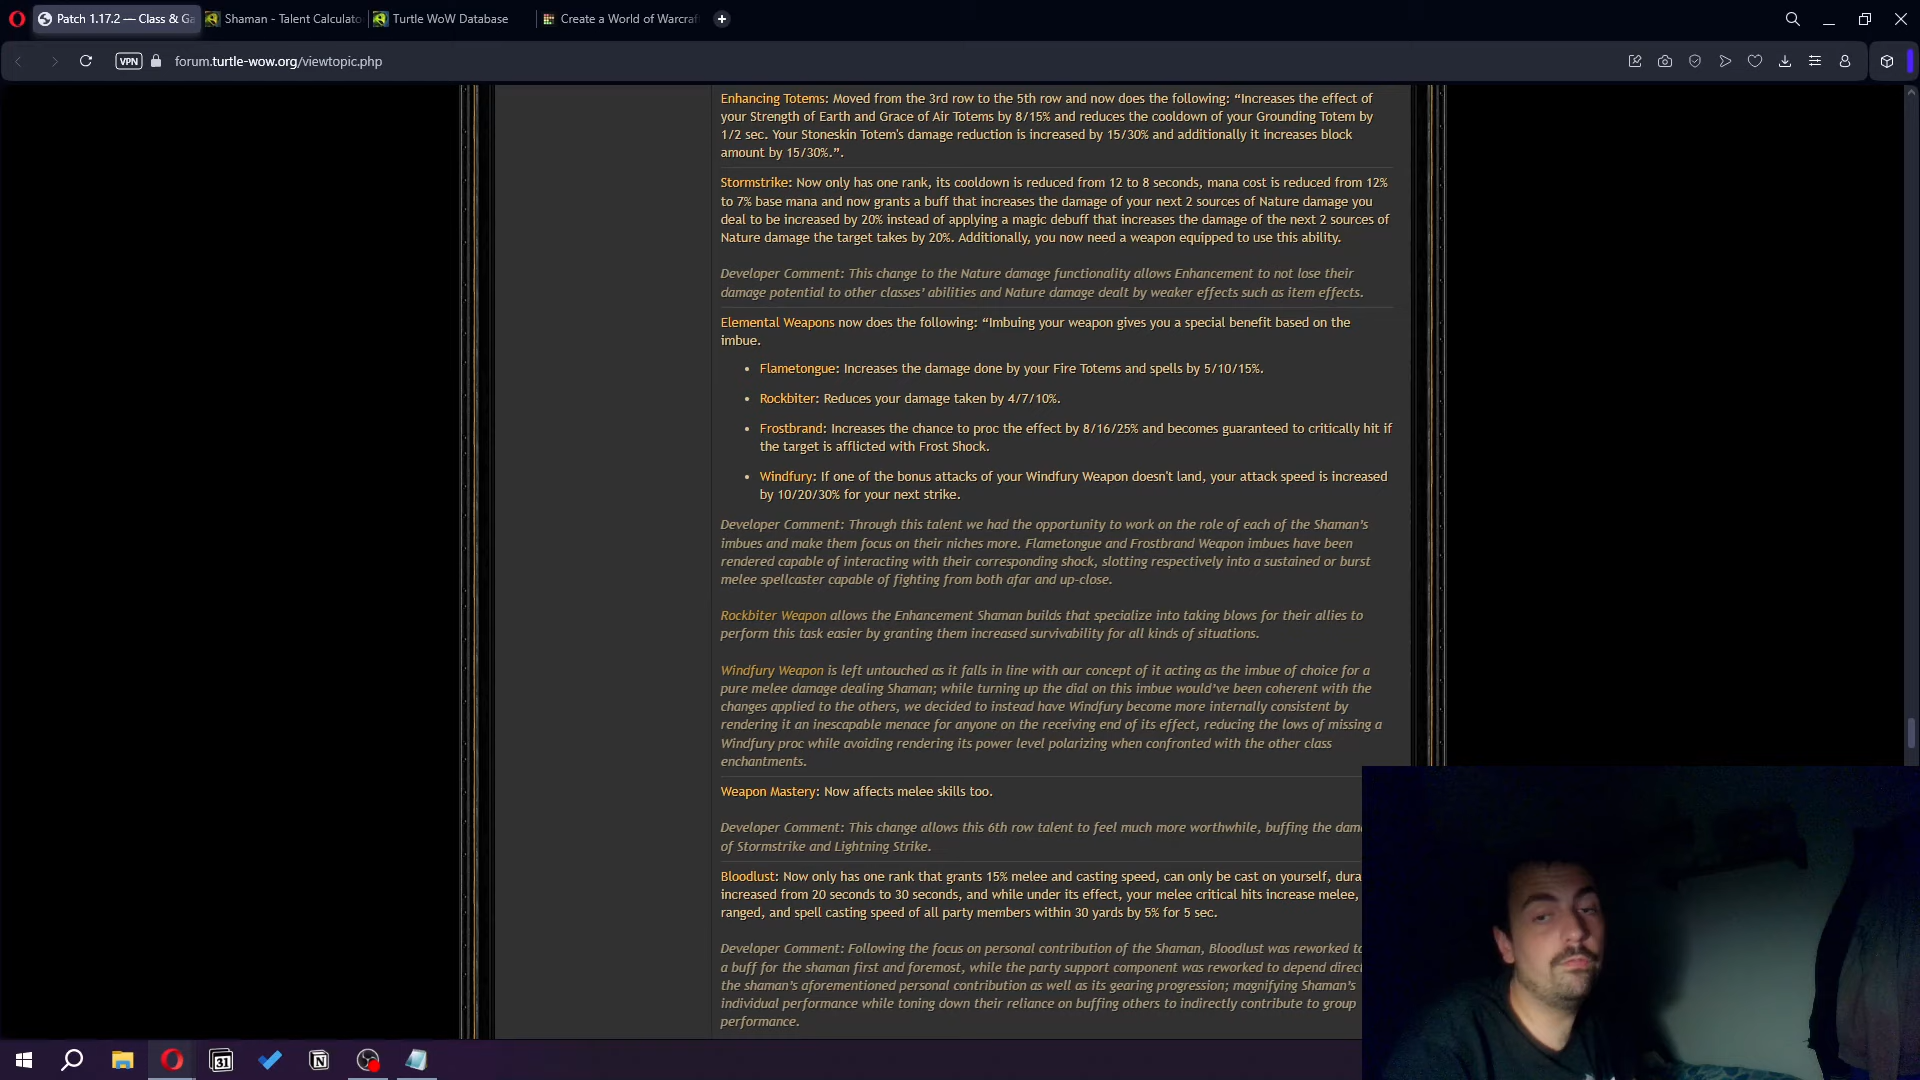 Patch 1.17.2 — Class & Ga
Shaman - Talent Calculato
Turtle WoW Database
Create a World of Warcraf
VPN
forum.turtle-wow.org/viewtopic.php
Enhancing Totems: Moved from the 3rd row to the 5th row and now does the following: “Increases the effect of
your Strength of Earth and Grace of Air Totems by 8/15% and reduces the cooldown of your Grounding Totem by
1/2 sec. Your Stoneskin Totem's damage reduction is increased by 15/30% and additionally it increases block
amount by 15/30%.”.
Stormstrike: Now only has one rank, its cooldown is reduced from 12 to 8 seconds, mana cost is reduced from 12%
to 7% base mana and now grants a buff that increases the damage of your next 2 sources of Nature damage you
deal to be increased by 20% instead of applying a magic debuff that increases the damage of the next 2 sources of
Nature damage the target takes by 20%. Additionally, you now need a weapon equipped to use this ability.
Developer Comment: This change to the Nature damage functionality allows Enhancement to not lose their
damage potential to other classes’ abilities and Nature damage dealt by weaker effects such as item effects.
Elemental Weapons now does the following: “Imbuing your weapon gives you a special benefit based on the
imbue.
• Flametongue: Increases the damage done by your Fire Totems and spells by 5/10/15%.
• Rockbiter: Reduces your damage taken by 4/7/10%.
• Frostbrand: Increases the chance to proc the effect by 8/16/25% and becomes guaranteed to critically hit if
the target is afflicted with Frost Shock.
• Windfury: If one of the bonus attacks of your Windfury Weapon doesn't land, your attack speed is increased
by 10/20/30% for your next strike.
Developer Comment: Through this talent we had the opportunity to work on the role of each of the Shaman’s
imbues and make them focus on their niches more. Flametongue and Frostbrand Weapon imbues have been
rendered capable of interacting with their corresponding shock, slotting respectively into a sustained or burst
melee spellcaster capable of fighting from both afar and up-close.
Rockbiter Weapon allows the Enhancement Shaman builds that specialize into taking blows for their allies to
perform this task easier by granting them increased survivability for all kinds of situations.
Windfury Weapon is left untouched as it falls in line with our concept of it acting as the imbue of choice for a
pure melee damage dealing Shaman; while turning up the dial on this imbue would’ve been coherent with the
changes applied to the others, we decided to instead have Windfury become more internally consistent by
rendering it an inescapable menace for anyone on the receiving end of its effect, reducing the lows of missing a
Windfury proc while avoiding rendering its power level polarizing when confronted with the other class
enchantments.
Weapon Mastery: Now affects melee skills too.
Developer Comment: This change allows this 6th row talent to feel much more worthwhile, buffing the dam
of Stormstrike and Lightning Strike.
Bloodlust: Now only has one rank that grants 15% melee and casting speed, can only be cast on yourself, dura
increased from 20 seconds to 30 seconds, and while under its effect, your melee critical hits increase melee,
ranged, and spell casting speed of all party members within 30 yards by 5% for 5 sec.
Developer Comment: Following the focus on personal contribution of the Shaman, Bloodlust was reworked to
a buff for the shaman first and foremost, while the party support component was reworked to depend direc
the shaman’s aforementioned personal contribution as well as its gearing progression; magnifying Shaman’s
individual performance while toning down their reliance on buffing others to indirectly contribute to group
performance.
31